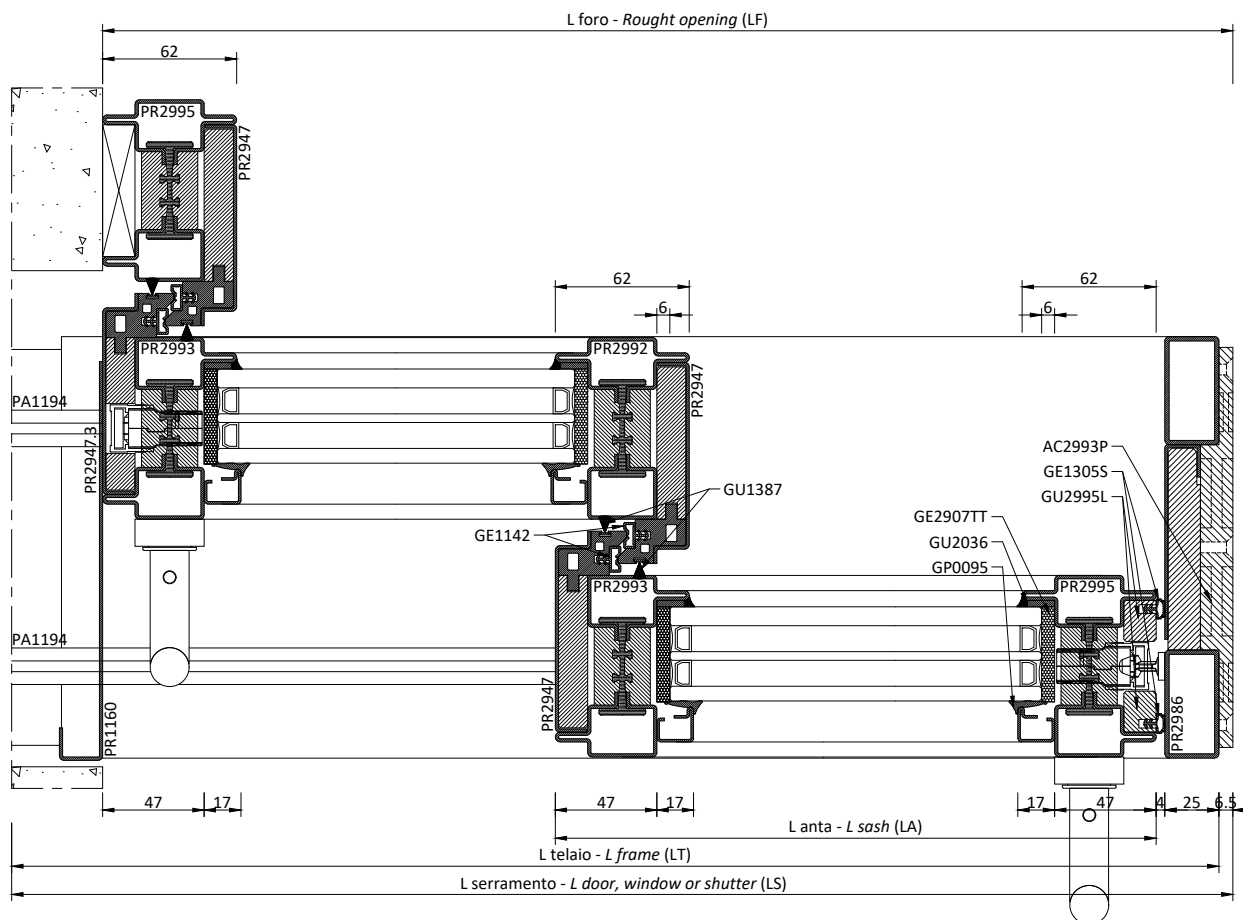 L foro - Rought opening (LF)
62
PR2995
PR2947
62
62
6
6
PR2993
PR2992
PA1194
PR2947
PR2947.3
AC2993P
GE1305S
GU2995L
GU1387
GE1142
GE2907TT
GU2036
GP0095
PR2993
PR2995
PA1194
PR2947
PR1160
PR2986
47
17
47
17
17
47
4
25
6.5
L anta - L sash (LA)
L telaio - L frame (LT)
L serramento - L door, window or shutter (LS)